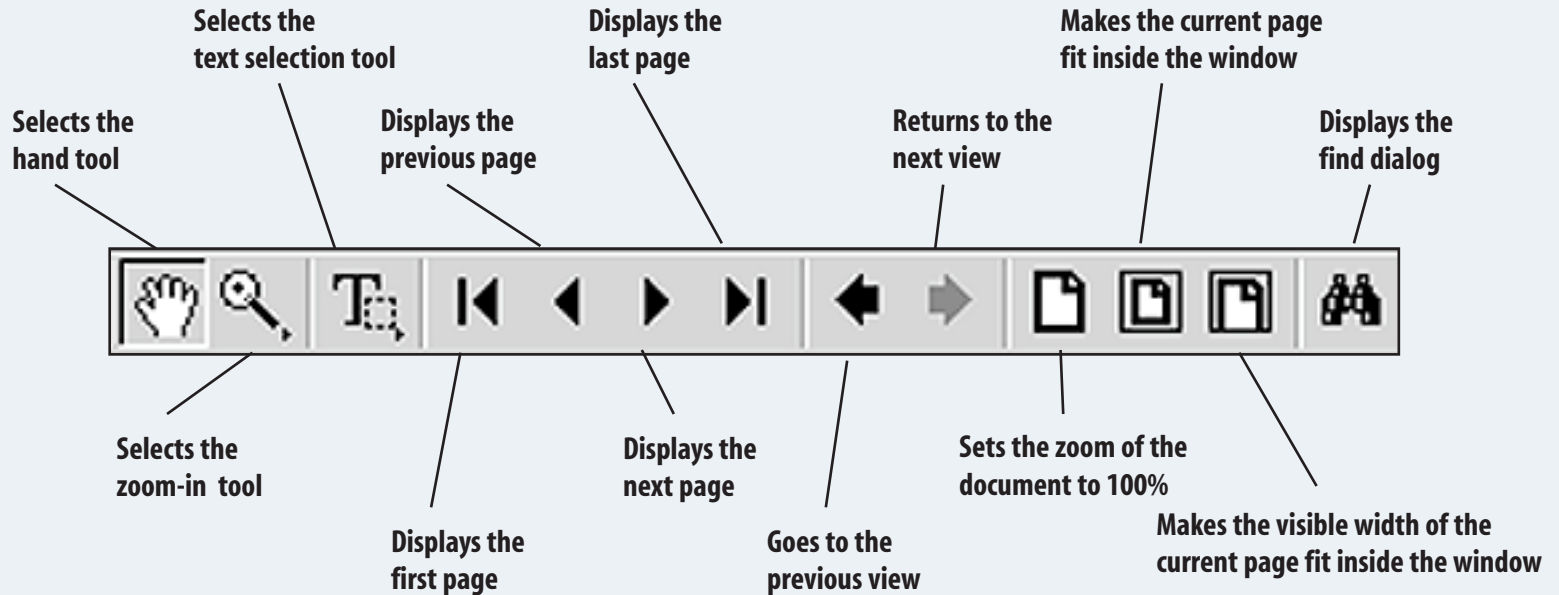 Selects the
text selection tool
Displays the
last page
Makes the current page
fit inside the window
Selects the
hand tool
Displays the
previous page
Returns to the
next view
Displays the
find dialog
T
Selects the
zoom-in tool
Displays the
next page
Sets the zoom of the
document to 100%
Displays the
first page
Goes to the
previous view
Makes the visible width of the
current page fit inside the window